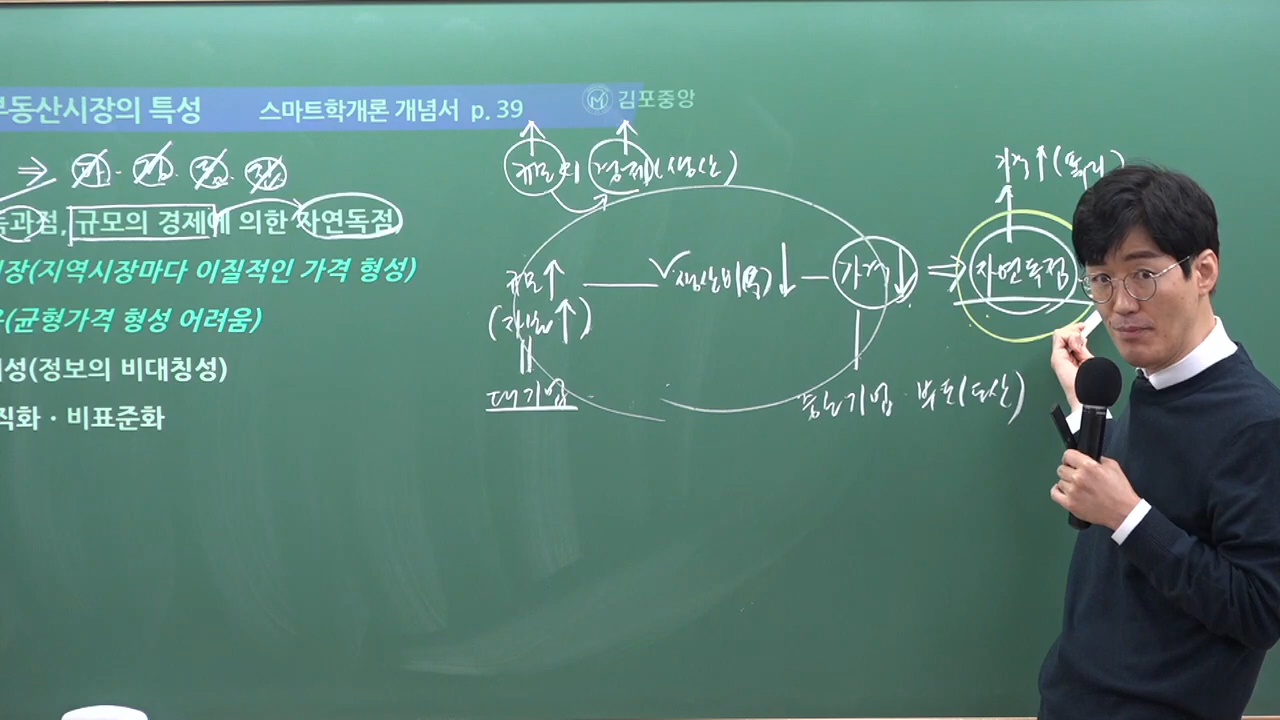 부동산시장의 특성 스마트학개론 개념서 p. 39
김포중앙
⇒
독과점, 규모의 경제에 의한 자연독점
시장(지역시장마다 이질적인 가격 형성)
(균형가격 형성 어려움)
성(정보의 비대칭성)
직화 · 비표준화
규모의 경제(생산)
규모↑ 생산비(用)↓ 가격↓ ⇒ 자연독점
(자본↑)
대기업
중소기업 부도(도산)
가격↑(폭리)